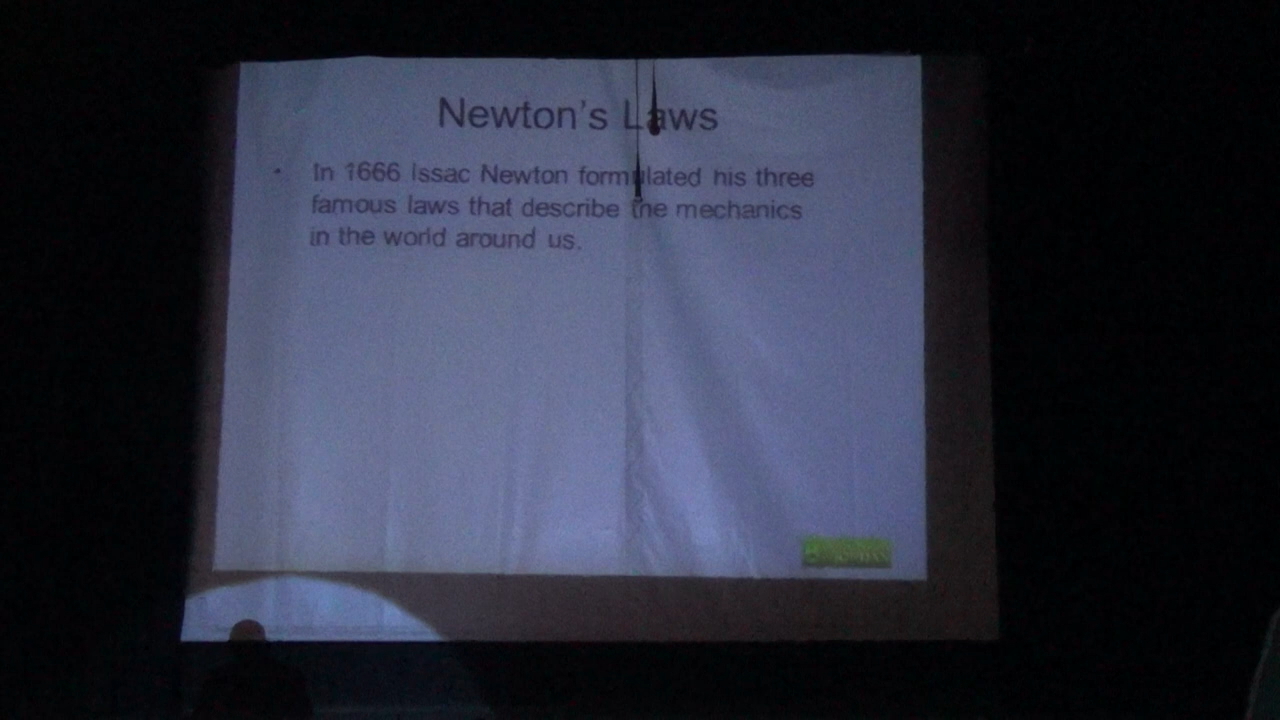 Newton's Laws
• In 1666 Issac Newton formulated his three
famous laws that describe the mechanics
in the world around us.